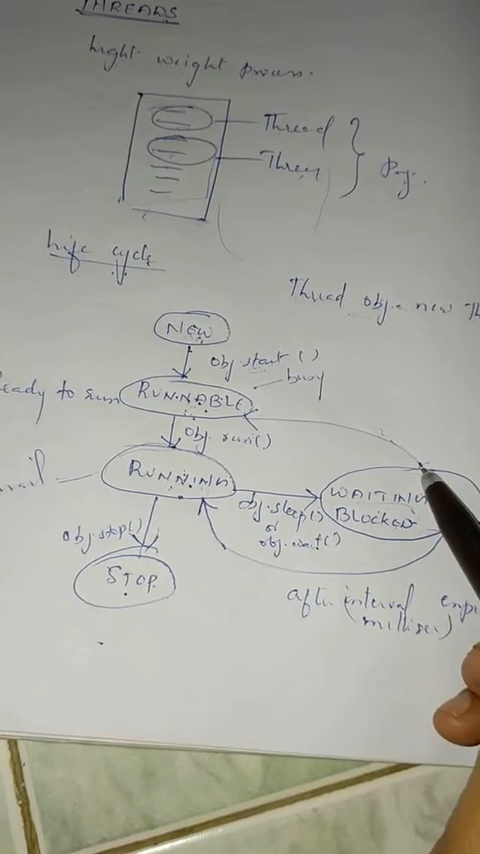 THREADS
Light weight process.
Thread
Thread
Life cycle
Thread obj = new Th
NEW
obj.start()
busy
Ready to run
RUNNABLE
obj.run()
RUNNING
WAITING
BLOCKED
obj.sleep()
or
obj.wait()
obj.stop()
STOP
after interval
(millisec)